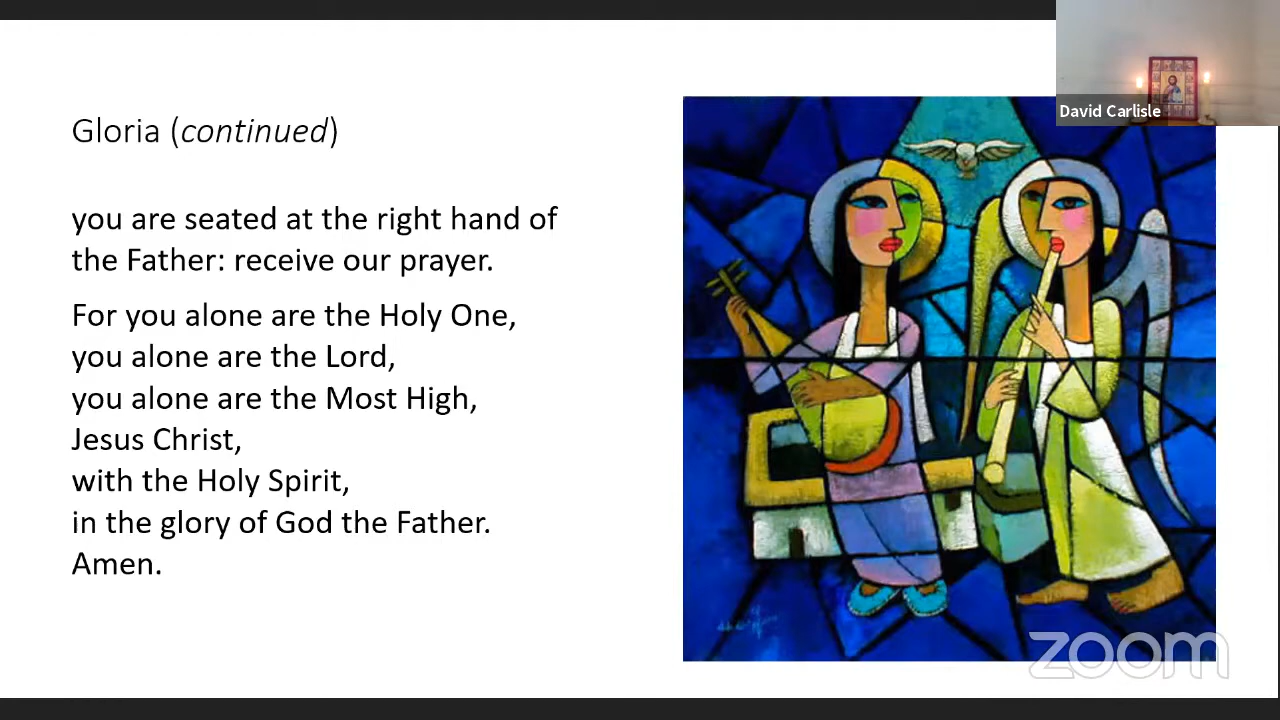 David Carlisle
Gloria (continued)
you are seated at the right hand of
the Father: receive our prayer.
For you alone are the Holy One,
you alone are the Lord,
you alone are the Most High,
Jesus Christ,
with the Holy Spirit,
in the glory of God the Father.
Amen.
zoom